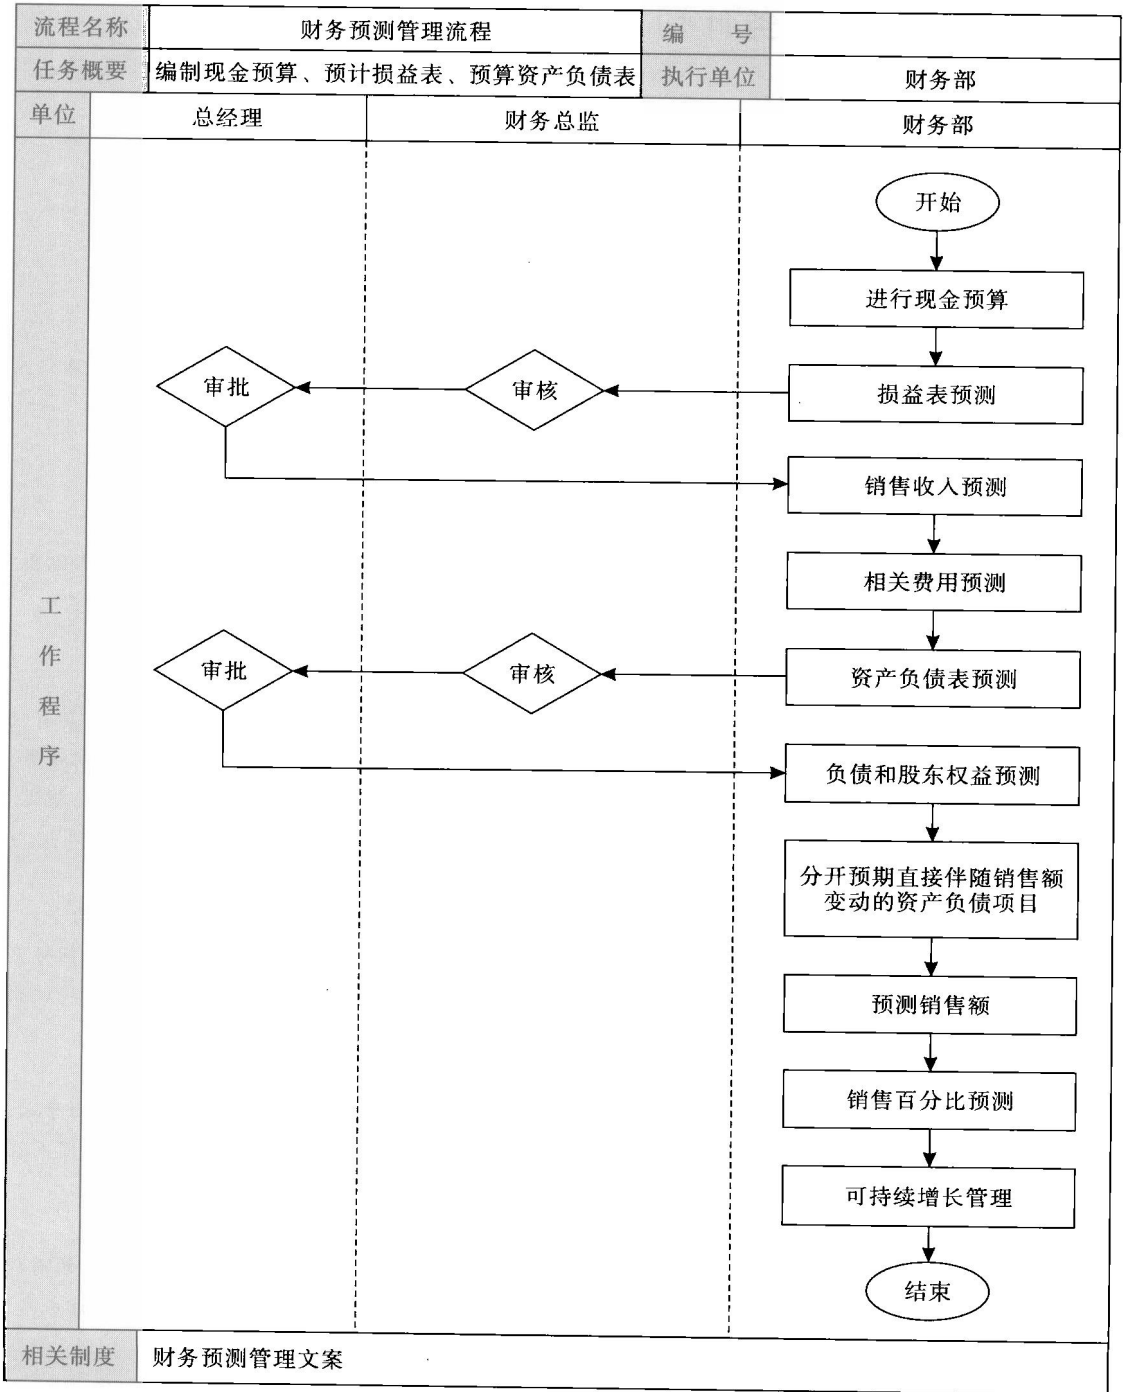 流程名称 财务预测管理流程 编 号
任务概要 编制现金预算、预计损益表、预算资产负债表 执行单位 财务部
单位 总经理 财务总监 财务部
开始
进行现金预算
审批 审核 损益表预测
销售收入预测
相关费用预测
工
作
程
序
审批 审核 资产负债表预测
负债和股东权益预测
分开预期直接伴随销售额
变动的资产负债项目
预测销售额
销售百分比预测
可持续增长管理
结束
相关制度 财务预测管理文案